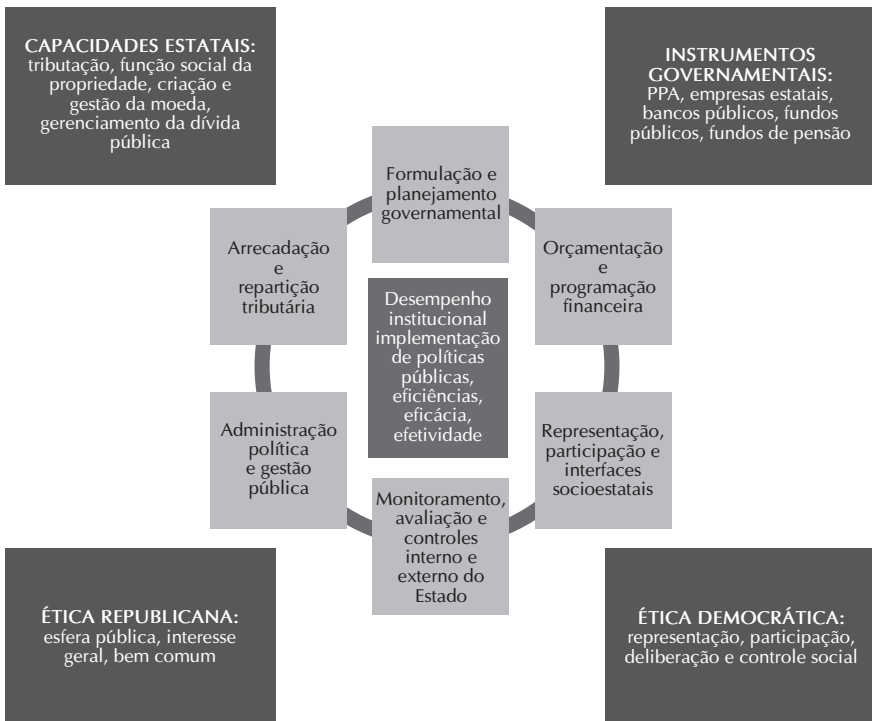 CAPACIDADES ESTATAIS:
tributação, função social da
propriedade, criação e
gestão da moeda,
gerenciamento da dívida
pública
INSTRUMENTOS
GOVERNAMENTAIS:
PPA, empresas estatais,
bancos públicos, fundos
públicos, fundos de pensão
Formulação e
planejamento
governamental
Arrecadação
e
repartição
tributária
Orçamentação
e
programação
financeira
Desempenho
institucional
implementação
de políticas
públicas,
eficiências,
eficácia,
efetividade
Administração
política
e gestão
pública
Representação,
participação e
interfaces
socioestatais
Monitoramento,
avaliação e
controles
interno e
externo do
Estado
ÉTICA REPUBLICANA:
esfera pública, interesse
geral, bem comum
ÉTICA DEMOCRÁTICA:
representação, participação,
deliberação e controle social